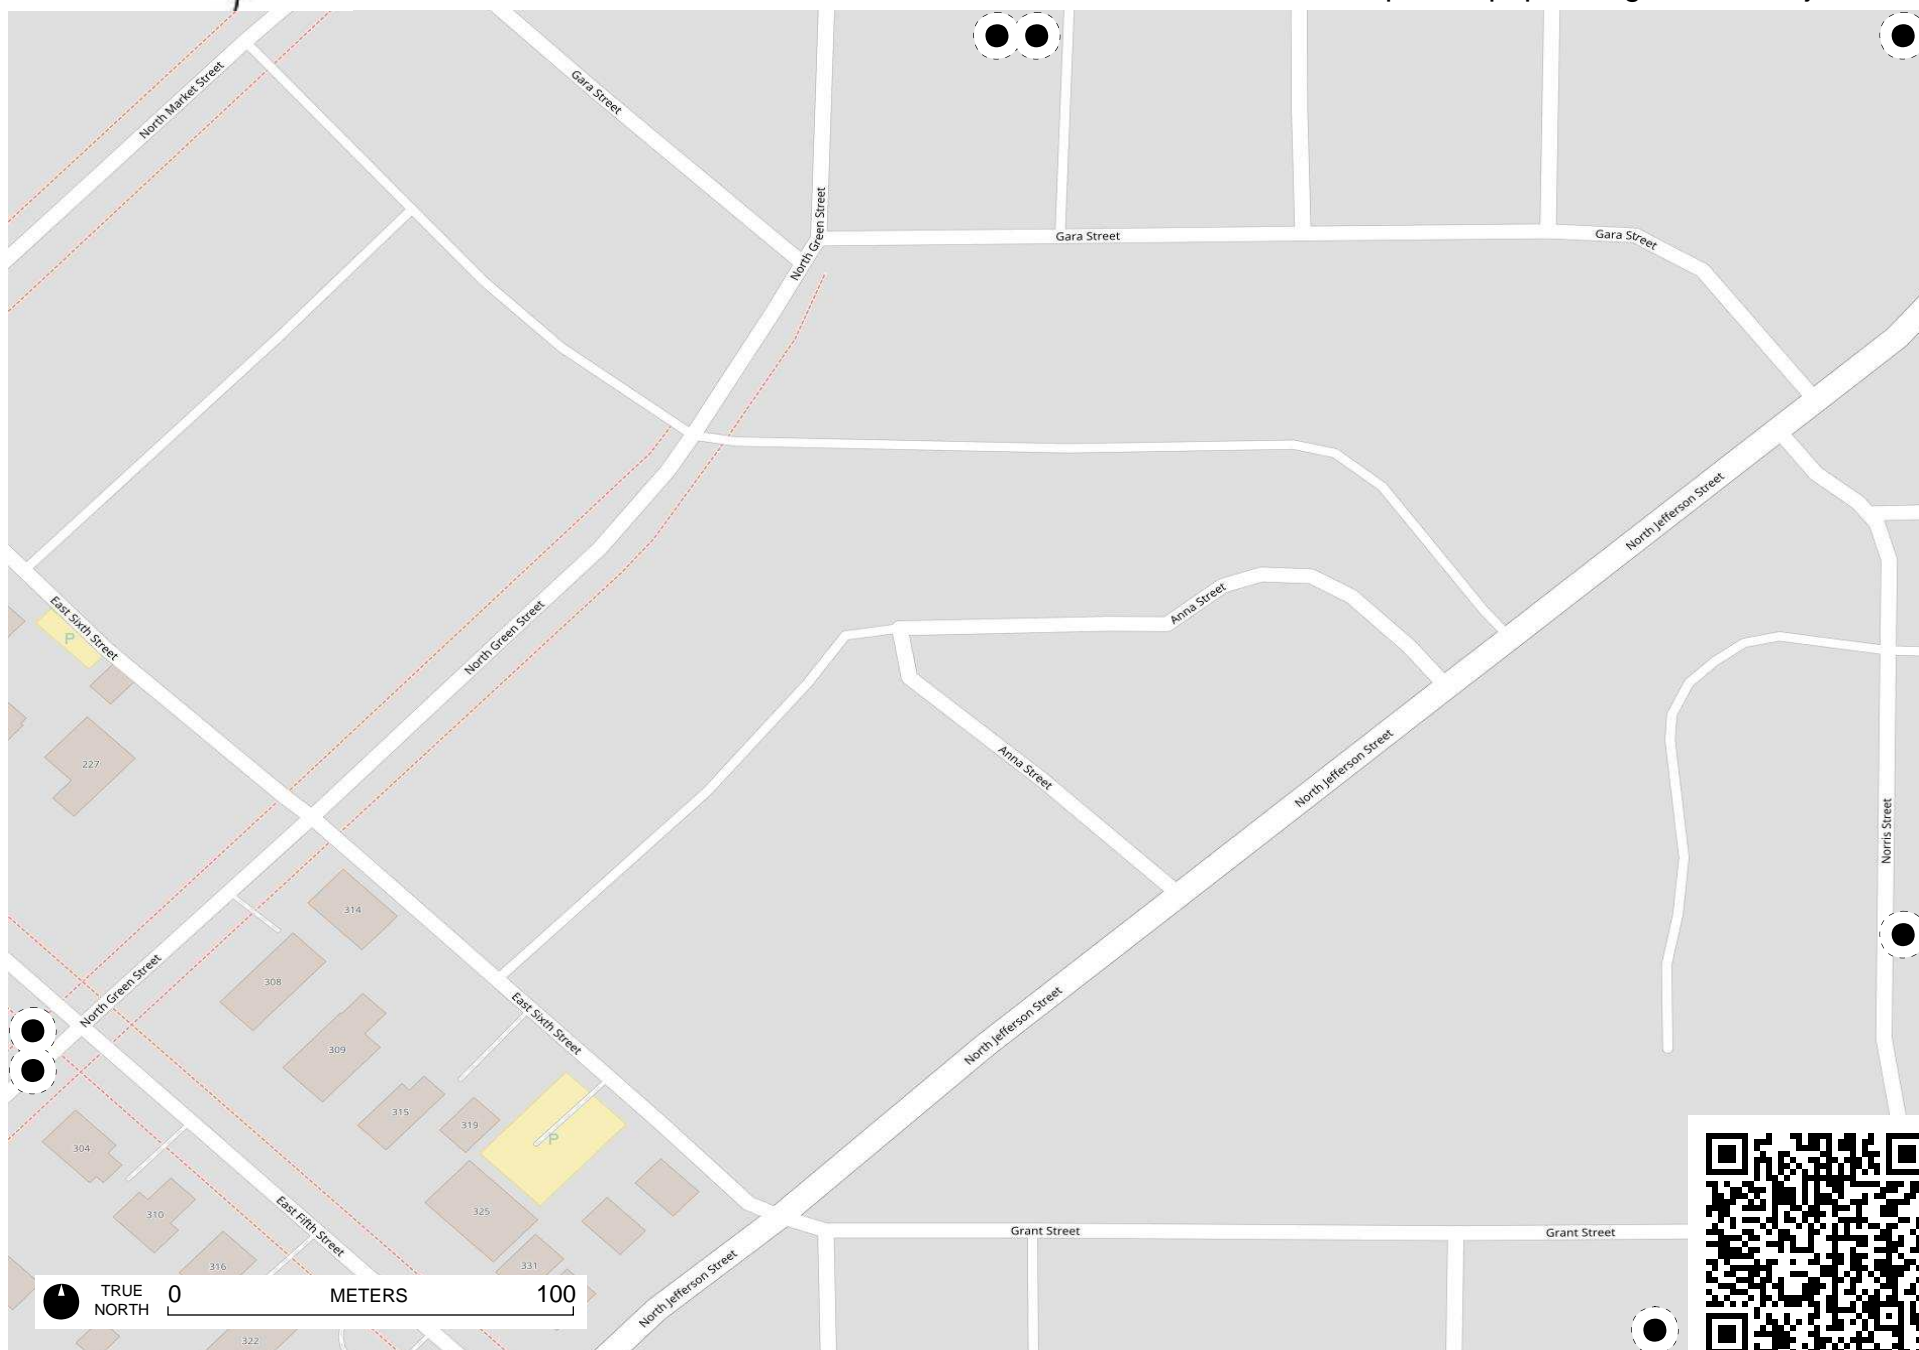 North Market Street
Gara Street
North Green Street
Gara Street
Gara Street
North Jefferson Street
East Sixth Street
P
North Green Street
Anna Street
227
Anna Street
North Jefferson Street
Norris Street
314
308
North Green Street
East Sixth Street
309
North Jefferson Street
315
319
P
304
310
325
East Fifth Street
316
331
Grant Street
Grant Street
North Jefferson Street
TRUE
NORTH
0 METERS 100
322